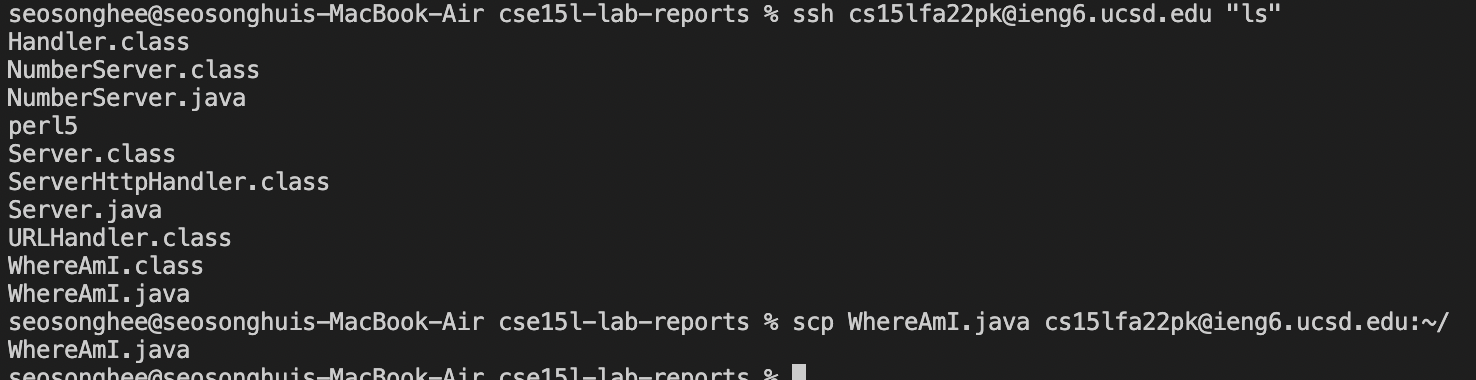 seosonghee@seosonghuis-MacBook-Air cse15l-lab-reports % ssh cs15lfa22pk@ieng6.ucsd.edu "ls"
Handler.class
NumberServer.class
NumberServer.java
perl5
Server.class
ServerHttpHandler.class
Server.java
URLHandler.class
WhereAmI.class
WhereAmI.java
seosonghee@seosonghuis-MacBook-Air cse15l-lab-reports % scp WhereAmI.java cs15lfa22pk@ieng6.ucsd.edu:~/
WhereAmI.java
seosonghee@seosonghuis-MacBook-Air cse15l-lab-reports %